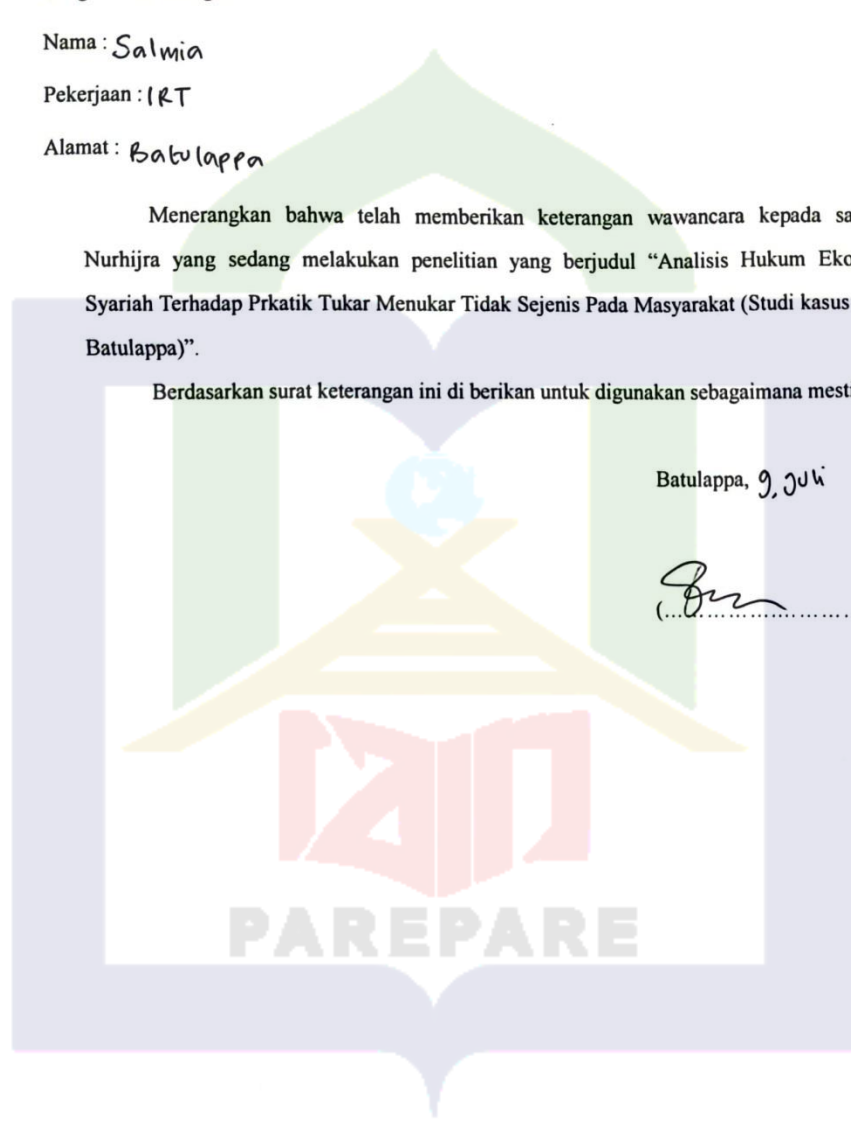 Nama : Salmia
Pekerjaan : IRT
Alamat : Batulappa
Menerangkan bahwa telah memberikan keterangan wawancara kepada sa
Nurhijra yang sedang melakukan penelitian yang berjudul “Analisis Hukum Eko
Syariah Terhadap Prkatik Tukar Menukar Tidak Sejenis Pada Masyarakat (Studi kasus
Batulappa)”.
Berdasarkan surat keterangan ini di berikan untuk digunakan sebagaimana mest
Batulappa, 9, Juli
(...............
iain
PAREPARE